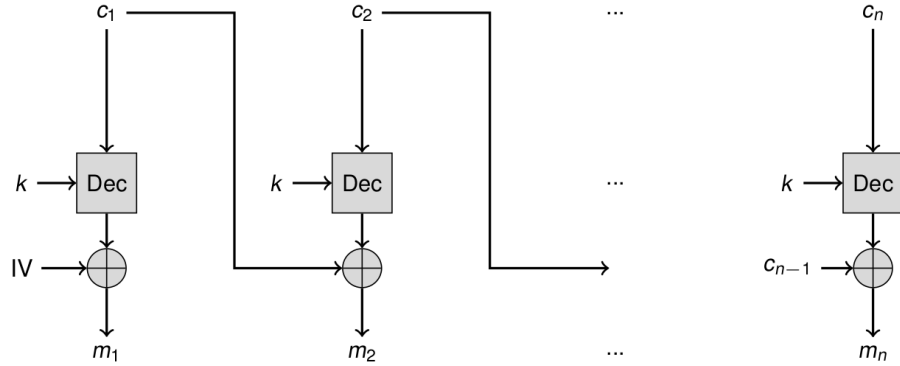 c₁ c₂ ... cₙ
k Dec k Dec ... k Dec
IV cₙ₋₁
m₁ m₂ ... mₙ